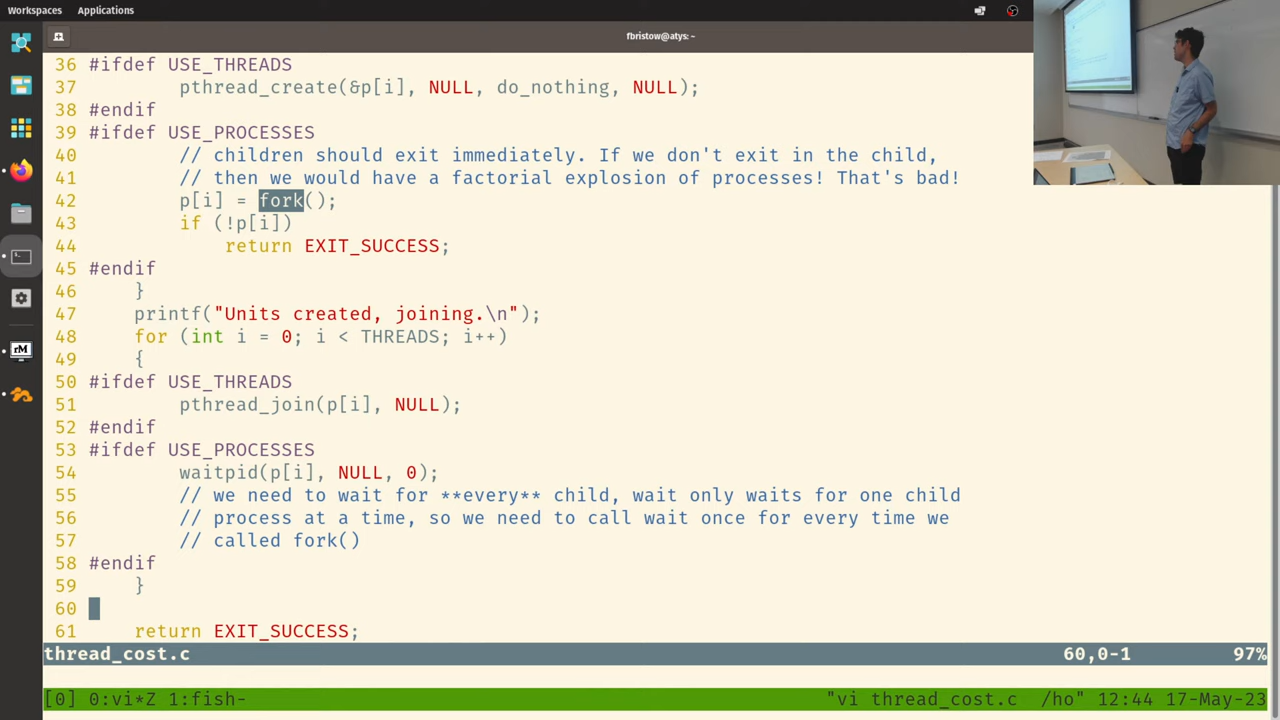 Workspaces Applications
fbristow@atys: ~
36 #ifdef USE_THREADS
37 pthread_create(&p[i], NULL, do_nothing, NULL);
38 #endif
39 #ifdef USE_PROCESSES
40 // children should exit immediately. If we don't exit in the child,
41 // then we would have a factorial explosion of processes! That's bad!
42 p[i] = fork();
43 if (!p[i])
44 return EXIT_SUCCESS;
45 #endif
46 }
47 printf("Units created, joining.\n");
48 for (int i = 0; i < THREADS; i++)
49 {
50 #ifdef USE_THREADS
51 pthread_join(p[i], NULL);
52 #endif
53 #ifdef USE_PROCESSES
54 waitpid(p[i], NULL, 0);
55 // we need to wait for **every** child, wait only waits for one child
56 // process at a time, so we need to call wait once for every time we
57 // called fork()
58 #endif
59 }
60
61 return EXIT_SUCCESS;
thread_cost.c 60,0-1 97%
[0] 0:vi*Z 1:fish- "vi thread_cost.c /ho" 12:44 17-May-23
rM